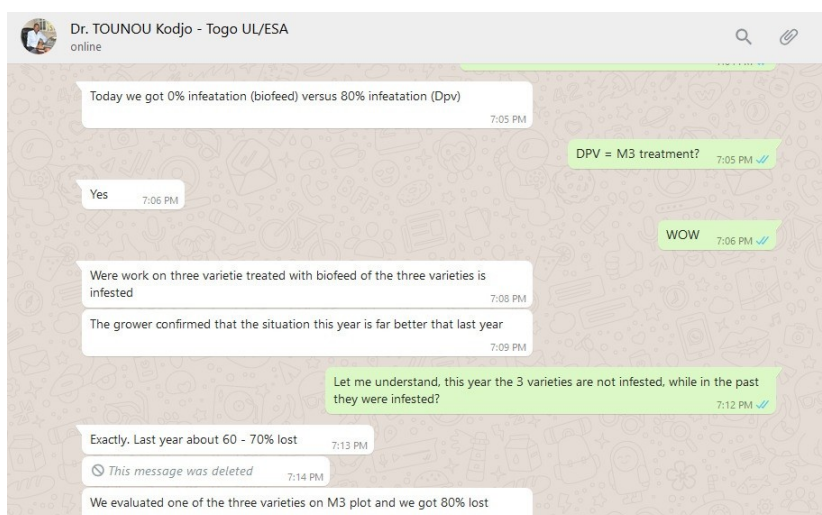 Dr. TOUNOU Kodjo - Togo UL/ESA
online
Today we got 0% infeatation (biofeed) versus 80% infeatation (Dpv)
7:05 PM
DPV = M3 treatment?
7:05 PM
Yes
7:06 PM
WOW
7:06 PM
Were work on three varietie treated with biofeed of the three varieties is
infested
7:08 PM
The grower confirmed that the situation this year is far better that last year
7:09 PM
Let me understand, this year the 3 varieties are not infested, while in the past
they were infested?
7:12 PM
Exactly. Last year about 60 - 70% lost
7:13 PM
This message was deleted
7:14 PM
We evaluated one of the three varieties on M3 plot and we got 80% lost